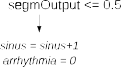 segmOutput <= 0.5
sinus = sinus+1
arrhythmia = 0